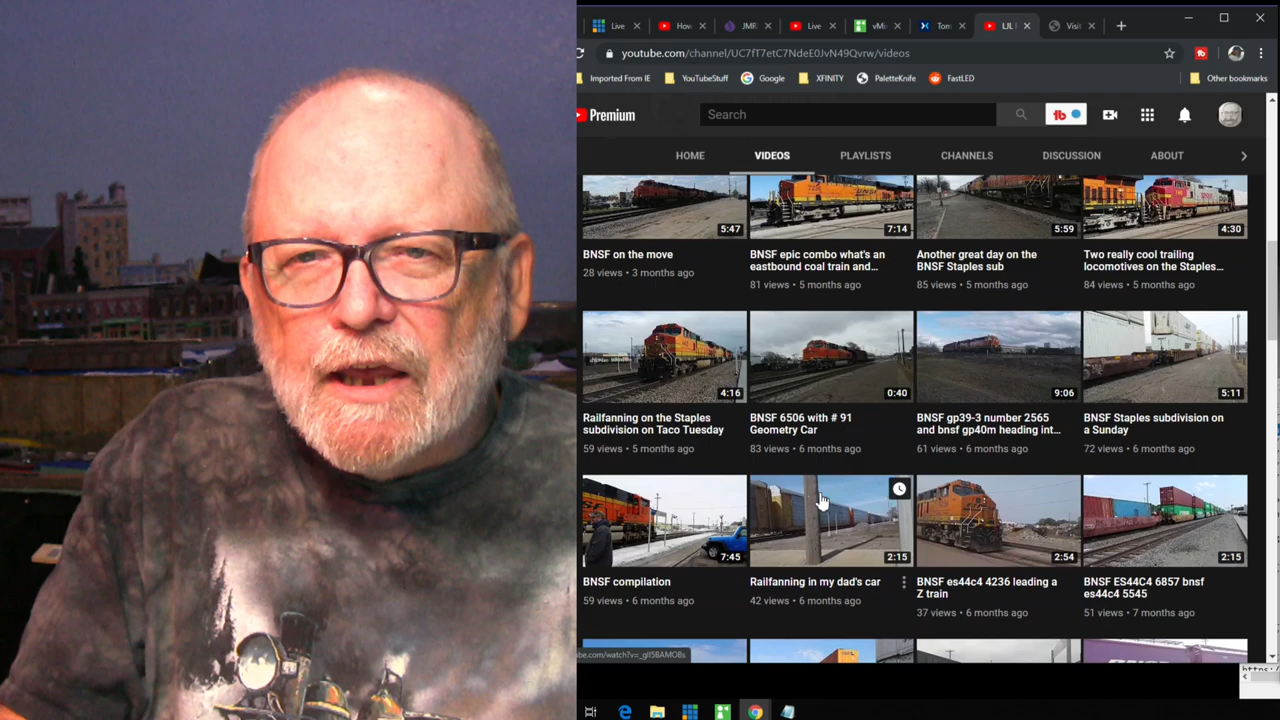 Live
How
JMR
Live
vMi
Tom
LJL
Visit
youtube.com/channel/UC7fT7etC7NdeE0JvN49Qvrw/videos
Imported From IE
YouTubeStuff
Google
XFINITY
PaletteKnife
FastLED
Other bookmarks
Premium
Search
HOME
VIDEOS
PLAYLISTS
CHANNELS
DISCUSSION
ABOUT
5:47
7:14
5:59
4:30
BNSF on the move
28 views • 3 months ago
BNSF epic combo what's an
eastbound coal train and...
81 views • 5 months ago
Another great day on the
BNSF Staples sub
85 views • 5 months ago
Two really cool trailing
locomotives on the Staples...
84 views • 5 months ago
4:16
0:40
9:06
5:11
Railfanning on the Staples
subdivision on Taco Tuesday
59 views • 5 months ago
BNSF 6506 with # 91
Geometry Car
83 views • 6 months ago
BNSF gp39-3 number 2565
and bnsf gp40m heading int...
61 views • 6 months ago
BNSF Staples subdivision on
a Sunday
72 views • 6 months ago
7:45
2:15
2:54
2:15
BNSF compilation
59 views • 6 months ago
Railfanning in my dad's car
42 views • 6 months ago
BNSF es44c4 4236 leading a
Z train
37 views • 6 months ago
BNSF ES44C4 6857 bnsf
es44c4 5545
51 views • 7 months ago